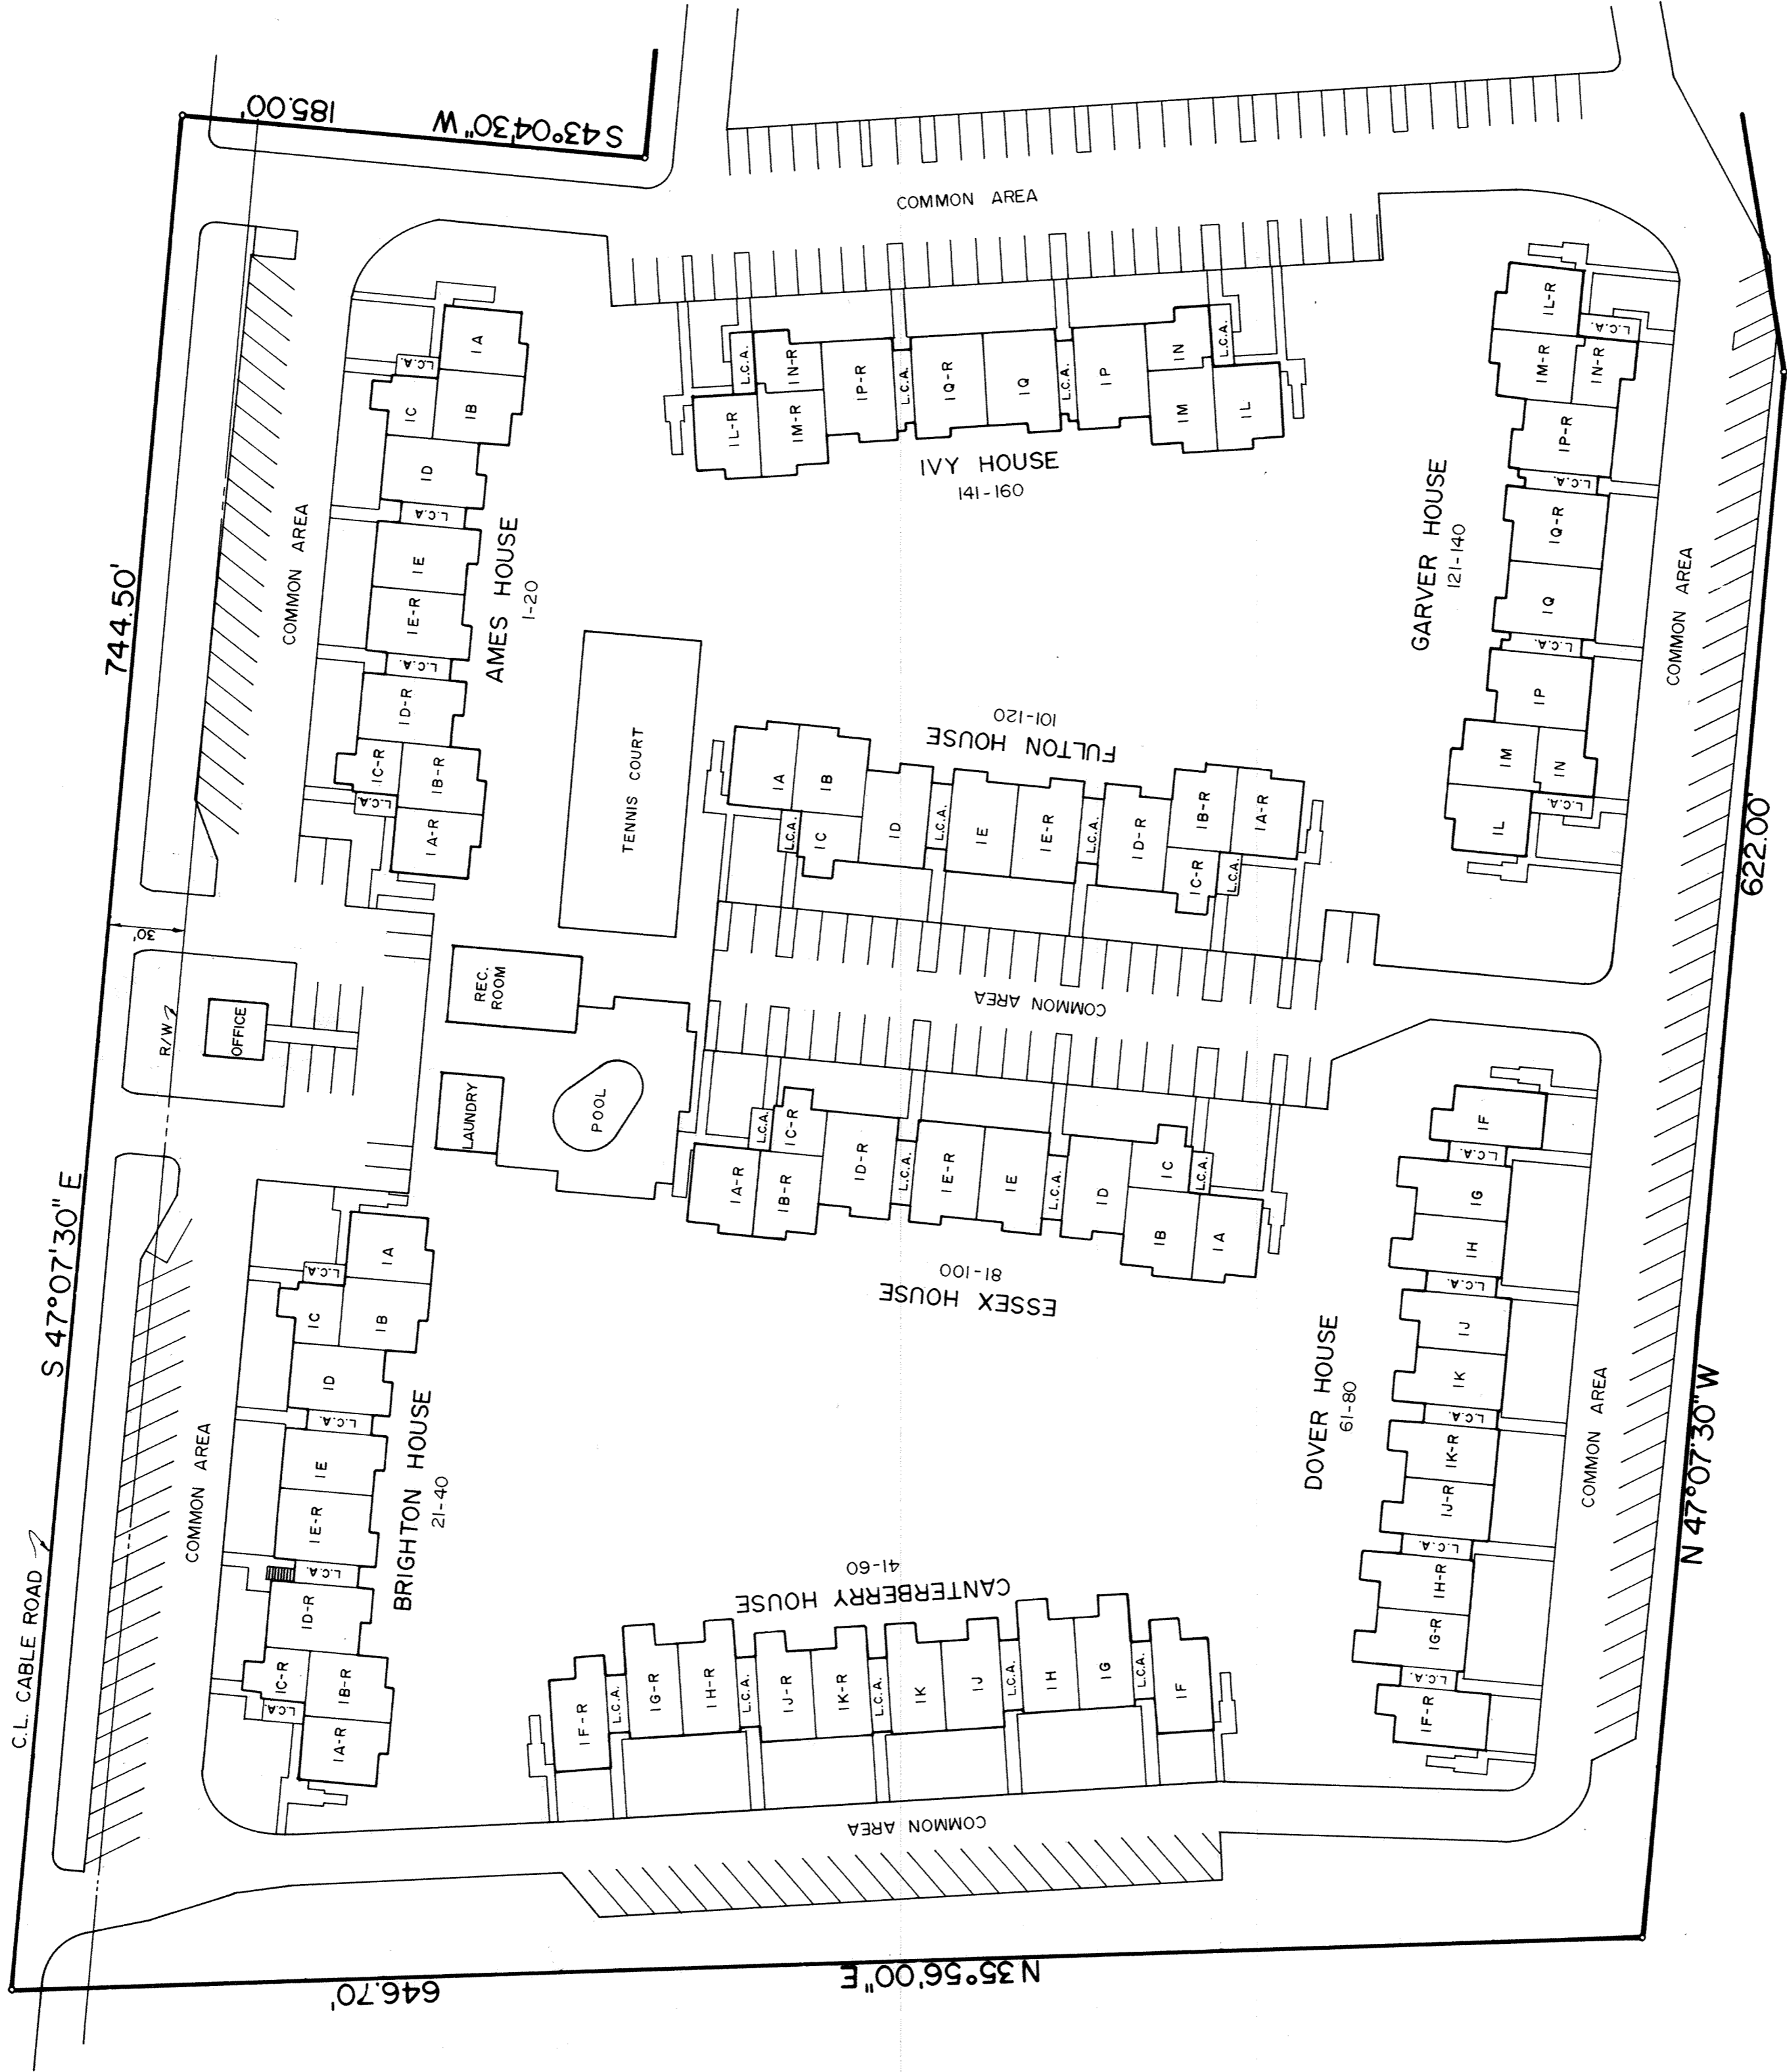 185.00'
S 43°04'30" W
COMMON AREA
744.50'
COMMON AREA
IA
L.C.A.
IC
IB
ID
L.C.A.
IE
IE-R
L.C.A.
ID-R
IC-R
IB-R
L.C.A.
IA-R
AMES HOUSE
1-20
L.C.A.
IN-R
IL-R
IM-R
IP-R
L.C.A.
IQ-R
IQ
L.C.A.
IP
IN
L.C.A.
IM
IL
IVY HOUSE
141-160
IL-R
L.C.A.
IM-R
IN-R
IP-R
L.C.A.
IQ-R
IQ
L.C.A.
IP
IM
IN
L.C.A.
IL
GARVER HOUSE
121-140
COMMON AREA
622.00'
TENNIS COURT
101-120
FULTON HOUSE
IA
IB
L.C.A.
IC
ID
L.C.A.
IE
IE-R
L.C.A.
ID-R
IB-R
IA-R
IC-R
L.C.A.
COMMON AREA
30'
R/W
OFFICE
REC.
ROOM
LAUNDRY
POOL
L.C.A.
IC-R
IA-R
IB-R
ID-R
L.C.A.
IE-R
IE
L.C.A.
ID
IC
L.C.A.
IB
IA
81-100
ESSEX HOUSE
S 47°07'30" E
C.L. CABLE ROAD
COMMON AREA
IA
L.C.A.
IC
IB
ID
L.C.A.
IE
IE-R
L.C.A.
ID-R
IC-R
IB-R
L.C.A
IA-R
BRIGHTON HOUSE
21-40
41-60
CANTERBERRY HOUSE
IF-R
L.C.A.
IG-R
IH-R
L.C.A.
IJ-R
IK-R
L.C.A.
IK
IJ
L.C.A.
IH
IG
L.C.A.
IF
COMMON AREA
IF
L.C.A.
IG
IH
L.C.A.
IJ
IK
L.C.A.
IK-R
IJ-R
L.C.A.
IH-R
IG-R
L.C.A.
IF-R
DOVER HOUSE
61-80
COMMON AREA
N 47°07'30" W
646.70'
N 35°56'00" E